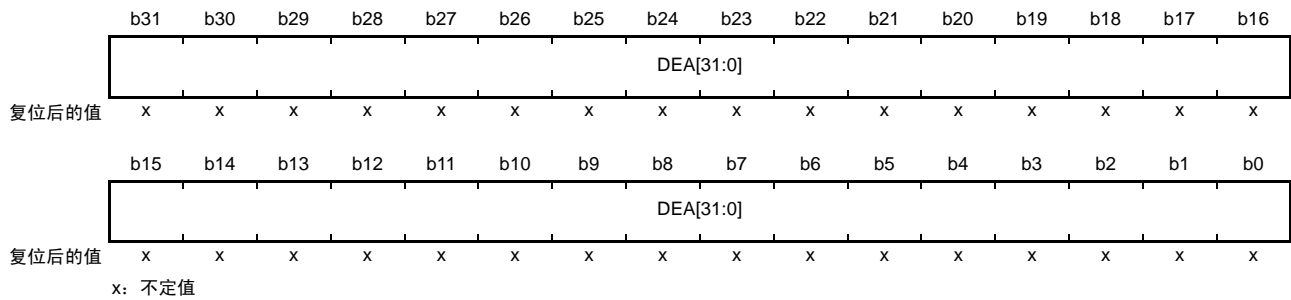 b31 b30 b29 b28 b27 b26 b25 b24 b23 b22 b21 b20 b19 b18 b17 b16
DEA[31:0]
复位后的值 x x x x x x x x x x x x x x x x
b15 b14 b13 b12 b11 b10 b9 b8 b7 b6 b5 b4 b3 b2 b1 b0
DEA[31:0]
复位后的值 x x x x x x x x x x x x x x x x
x：不定值